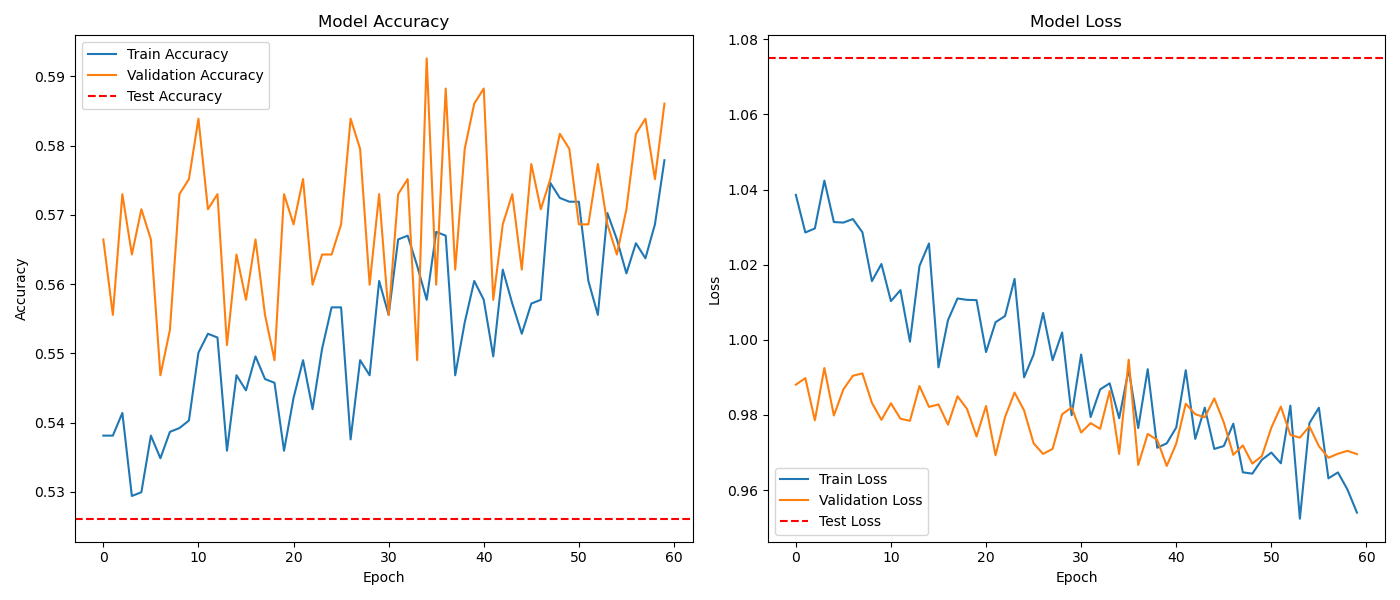 Model Accuracy
Train Accuracy
Validation Accuracy
Test Accuracy
0.59
0.58
0.57
0.56
0.55
0.54
0.53
Accuracy
0 10 20 30 40 50 60
Epoch
Model Loss
1.08
1.06
1.04
1.02
1.00
0.98
0.96
Loss
Train Loss
Validation Loss
Test Loss
0 10 20 30 40 50 60
Epoch